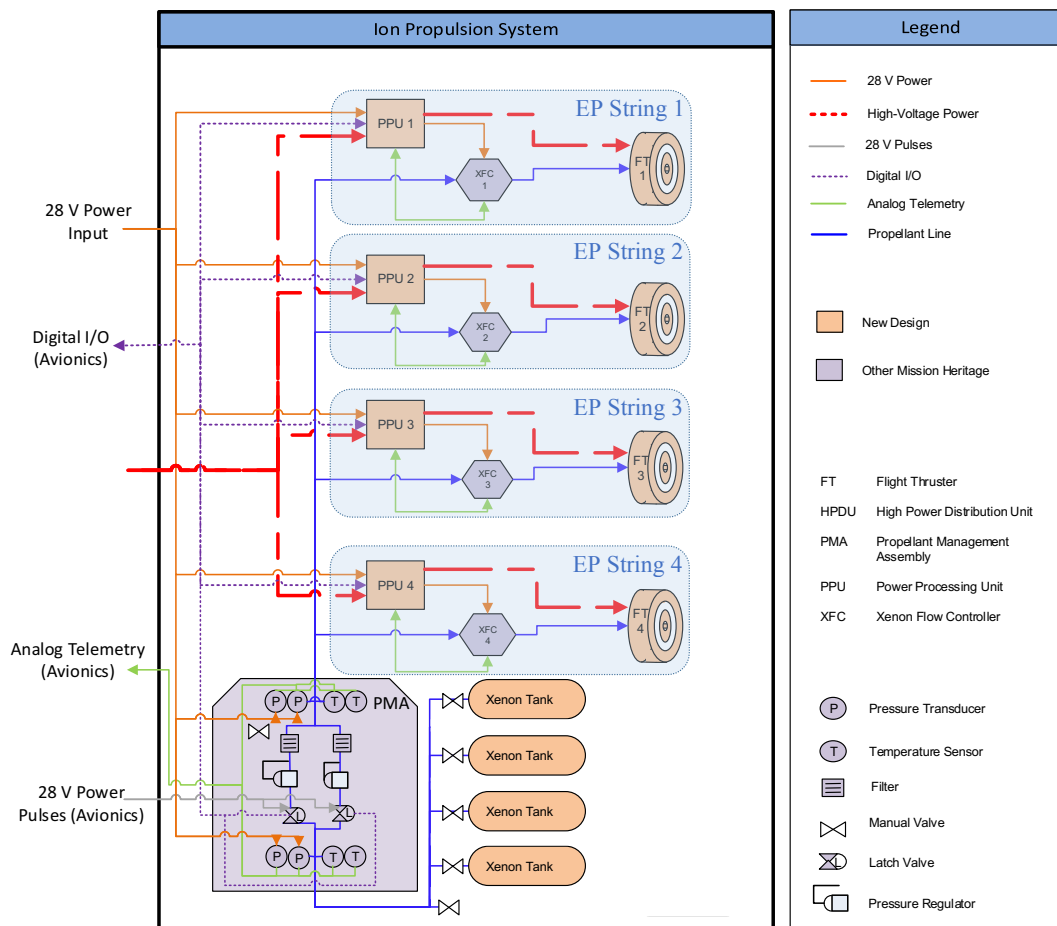 Ion Propulsion System
EP String 1
PPU 1
XFC
1
FT
1
28 V Power
Input
EP String 2
PPU 2
XFC
2
FT
2
Digital I/O
(Avionics)
EP String 3
PPU 3
XFC
3
FT
3
EP String 4
PPU 4
XFC
4
FT
4
Analog Telemetry
(Avionics)
P P T T PMA
28 V Power
Pulses (Avionics)
L L
P P T T
Xenon Tank
Xenon Tank
Xenon Tank
Xenon Tank
Legend
28 V Power
High-Voltage Power
28 V Pulses
Digital I/O
Analog Telemetry
Propellant Line
New Design
Other Mission Heritage
FT Flight Thruster
HPDU High Power Distribution Unit
PMA Propellant Management
Assembly
PPU Power Processing Unit
XFC Xenon Flow Controller
P Pressure Transducer
T Temperature Sensor
Filter
Manual Valve
L Latch Valve
Pressure Regulator